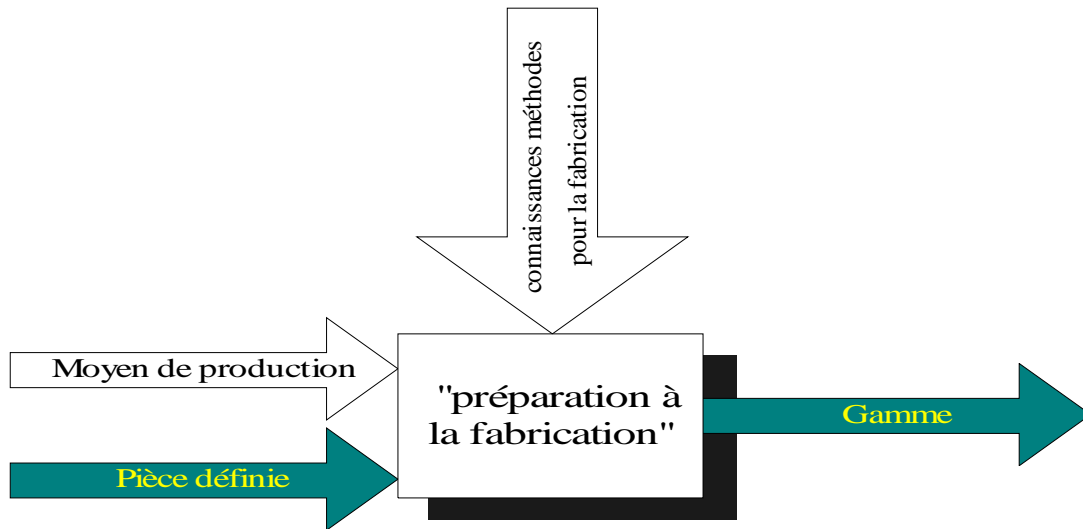 connaissances méthodes
pour la fabrication
Moyen de production
"préparation à
la fabrication"
Gamme
Pièce définie